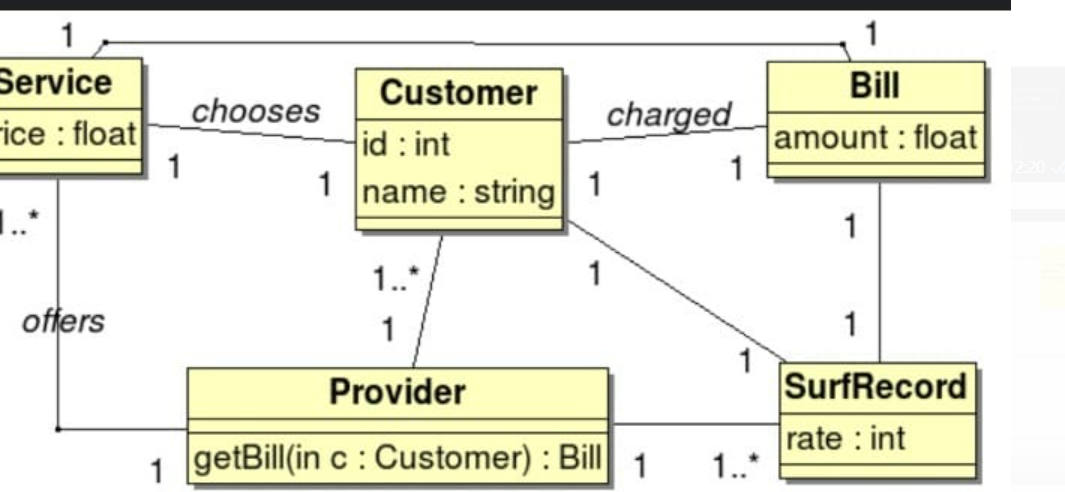 1
1
Service
rice : float
chooses
1
1
Customer
id : int
name : string
charged
1
1
Bill
amount : float
1..*
offers
1..*
1
1
1
1
1
Provider
getBill(in c : Customer) : Bill
1
1
1..*
SurfRecord
rate : int